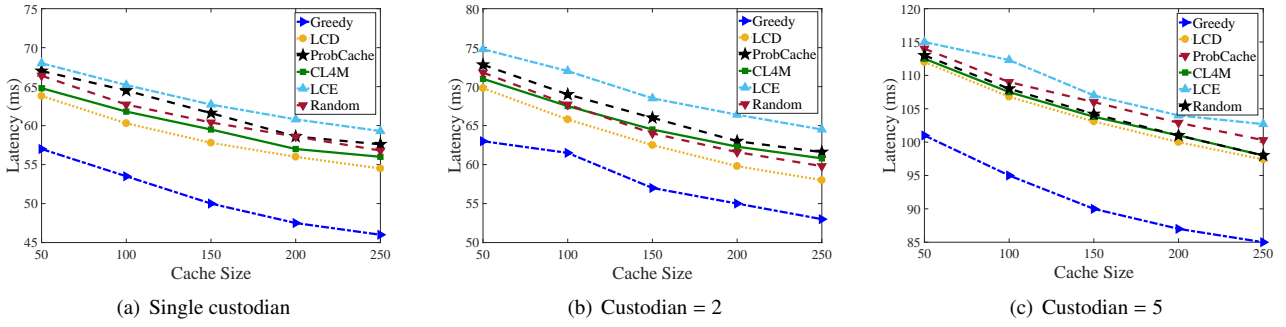 75
70
65
60
55
50
45
50
100
150
200
250
Latency (ms)
Cache Size
Greedy
LCD
ProbCache
CL4M
LCE
Random
(a) Single custodian
80
75
70
65
60
55
50
50
100
150
200
250
Latency (ms)
Cache Size
Greedy
LCD
ProbCache
CL4M
LCE
Random
(b) Custodian = 2
120
115
110
105
100
95
90
85
50
100
150
200
250
Latency (ms)
Cache Size
Greedy
LCD
ProbCache
CL4M
LCE
Random
(c) Custodian = 5